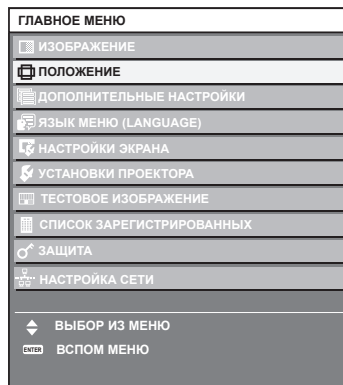 ГЛАВНОЕ МЕНЮ
ИЗОБРАЖЕНИЕ
ПОЛОЖЕНИЕ
ДОПОЛНИТЕЛЬНЫЕ НАСТРОЙКИ
ЯЗЫК МЕНЮ (LANGUAGE)
НАСТРОЙКИ ЭКРАНА
УСТАНОВКИ ПРОЕКТОРА
ТЕСТОВОЕ ИЗОБРАЖЕНИЕ
СПИСОК ЗАРЕГИСТРИРОВАННЫХ
ЗАЩИТА
НАСТРОЙКА СЕТИ
ВЫБОР ИЗ МЕНЮ
ENTER ВСПОМ МЕНЮ